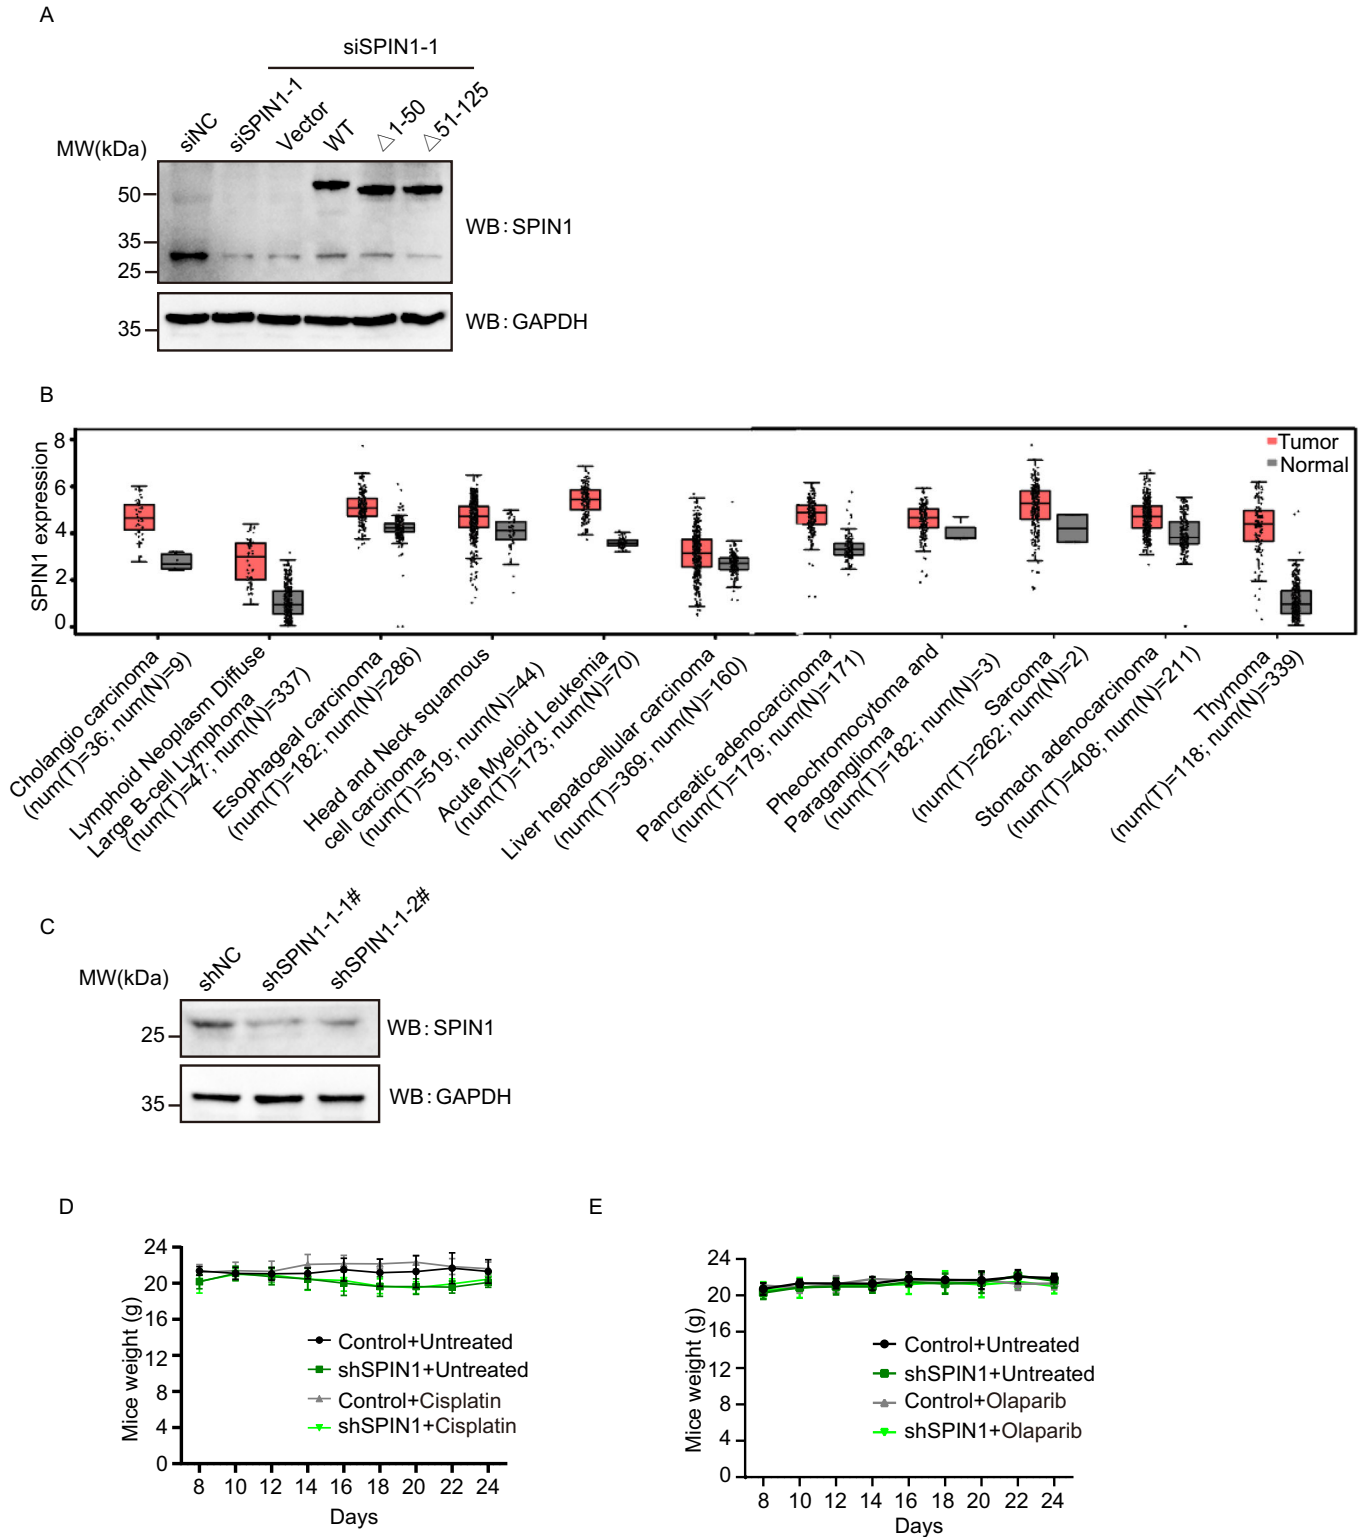 A
siSPIN1-1
MW(kDa)
siNC
siSPIN1-1
Vector
WT
△1-50
△51-125
50
35
25
WB: SPIN1
35
WB: GAPDH
B
SPIN1 expression
8
6
4
2
0
Tumor
Normal
Cholangio carcinoma
(num(T)=36; num(N)=9)
Lymphoid Neoplasm Diffuse
Large B-cell Lymphoma
(num(T)=47; num(N)=337)
Esophageal carcinoma
(num(T)=182; num(N)=286)
Head and Neck squamous
cell carcinoma
(num(T)=519; num(N)=44)
Acute Myeloid Leukemia
(num(T)=173; num(N)=70)
Liver hepatocellular carcinoma
(num(T)=369; num(N)=160)
Pancreatic adenocarcinoma
(num(T)=179; num(N)=171)
Pheochromocytoma and
Paraganglioma
(num(T)=182; num(N)=3)
Sarcoma
(num(T)=262; num(N)=2)
Stomach adenocarcinoma
(num(T)=408; num(N)=211)
Thymoma
(num(T)=118; num(N)=339)
C
MW(kDa)
shNC
shSPIN1-1-1#
shSPIN1-1-2#
25
WB: SPIN1
35
WB: GAPDH
D
Mice weight (g)
24
20
16
12
8
4
0
Control+Untreated
shSPIN1+Untreated
Control+Cisplatin
shSPIN1+Cisplatin
8 10 12 14 16 18 20 22 24
Days
E
Mice weight (g)
24
20
16
12
8
4
0
Control+Untreated
shSPIN1+Untreated
Control+Olaparib
shSPIN1+Olaparib
8 10 12 14 16 18 20 22 24
Days